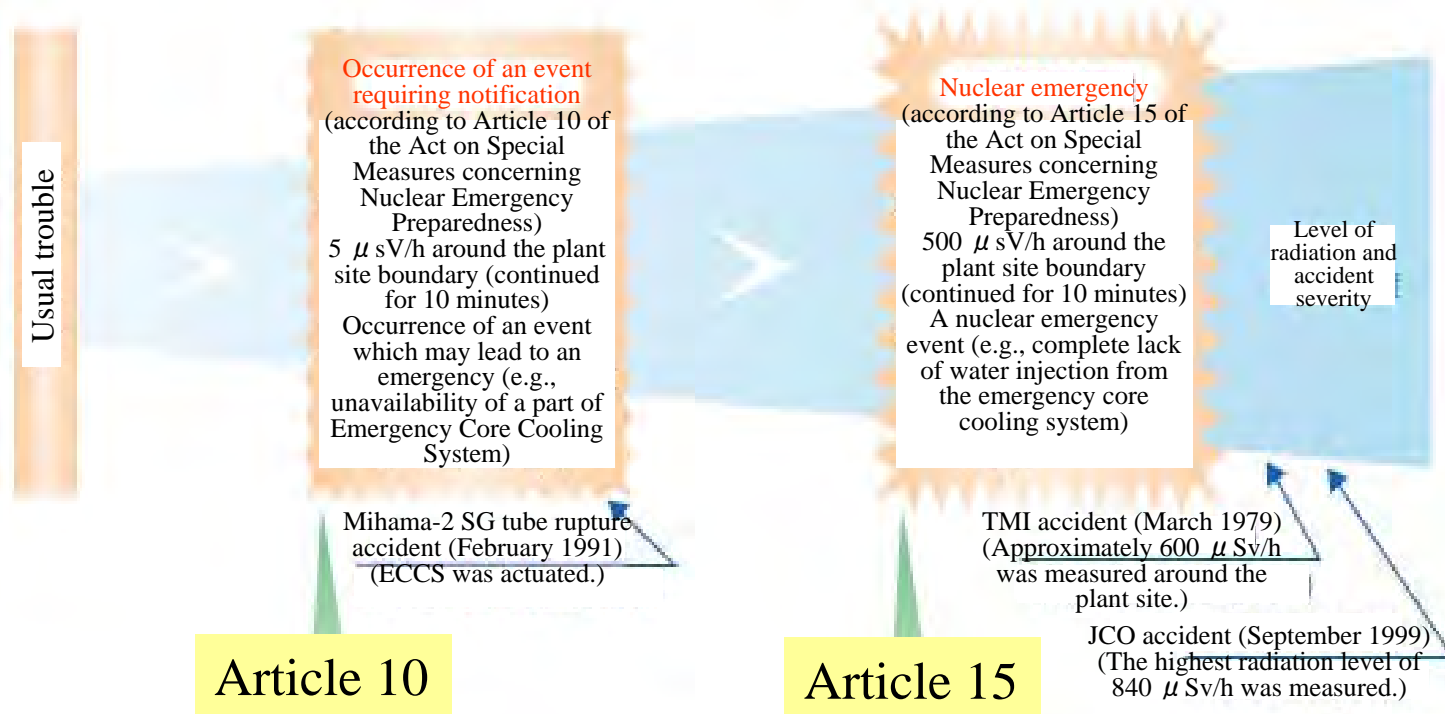 Usual trouble
Occurrence of an event
requiring notification
(according to Article 10 of
the Act on Special
Measures concerning
Nuclear Emergency
Preparedness)
5 μ sV/h around the plant
site boundary (continued
for 10 minutes)
Occurrence of an event
which may lead to an
emergency (e.g.,
unavailability of a part of
Emergency Core Cooling
System)
Mihama-2 SG tube rupture
accident (February 1991)
(ECCS was actuated.)
Article 10
Nuclear emergency
(according to Article 15 of
the Act on Special
Measures concerning
Nuclear Emergency
Preparedness)
500 μ sV/h around the
plant site boundary
(continued for 10 minutes)
A nuclear emergency
event (e.g., complete lack
of water injection from
the emergency core
cooling system)
Level of
radiation and
accident
severity
TMI accident (March 1979)
(Approximately 600 μ Sv/h
was measured around the
plant site.)
JCO accident (September 1999)
(The highest radiation level of
840 μ Sv/h was measured.)
Article 15